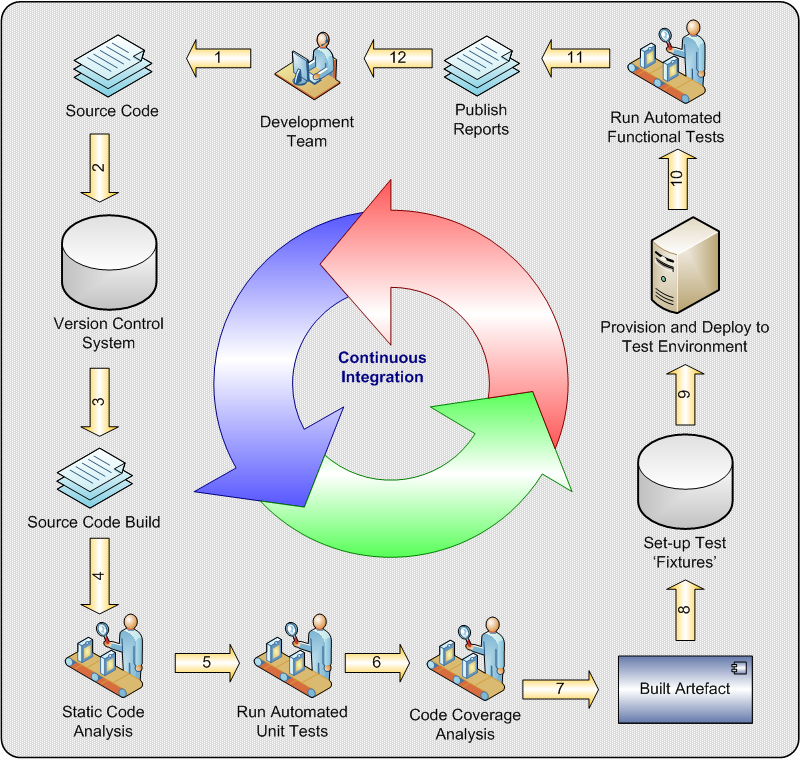 1
12
11
Source Code
Development
Team
Publish
Reports
Run Automated
Functional Tests
2
10
Version Control
System
Provision and Deploy to
Test Environment
Continuous
Integration
3
9
Source Code Build
Set-up Test
‘Fixtures’
4
8
5
6
7
Built Artefact
Static Code
Analysis
Run Automated
Unit Tests
Code Coverage
Analysis